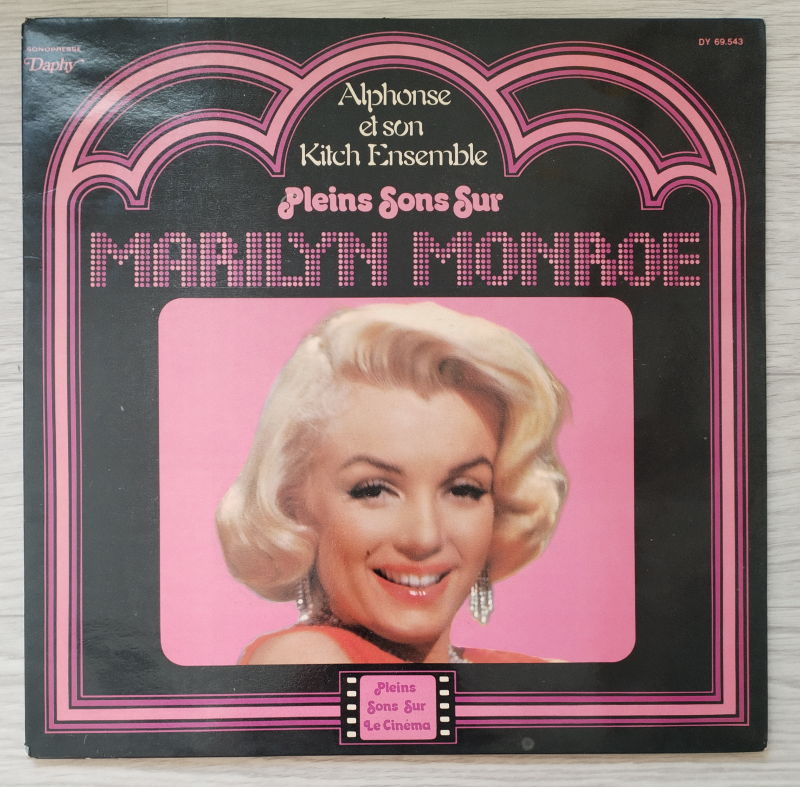 SONOPRESSE
Daphy
DY 69.543
Alphonse
et son
Kitch Ensemble
Pleins Sons Sur
MARILYN MONROE
Pleins
Sons Sur
Le Cinéma